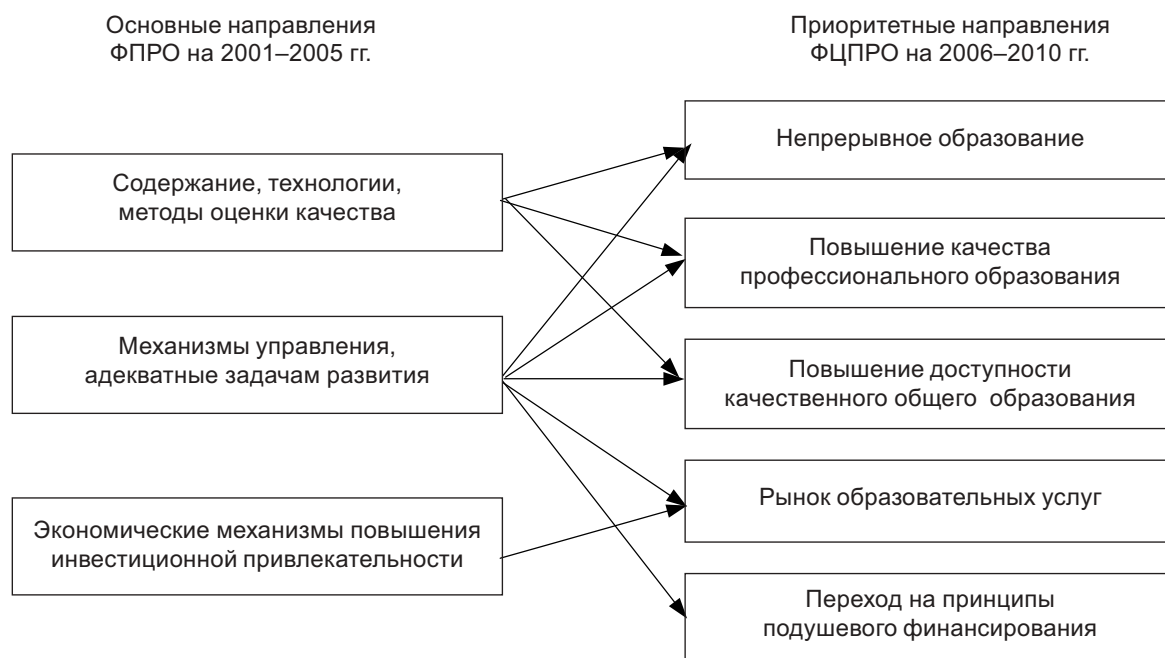 Основные направления
ФПРО на 2001–2005 гг.
Приоритетные направления
ФЦПРО на 2006–2010 гг.
Содержание, технологии,
методы оценки качества
Механизмы управления,
адекватные задачам развития
Экономические механизмы повышения
инвестиционной привлекательности
Непрерывное образование
Повышение качества
профессионального образования
Повышение доступности
качественного общего образования
Рынок образовательных услуг
Переход на принципы
подушевого финансирования